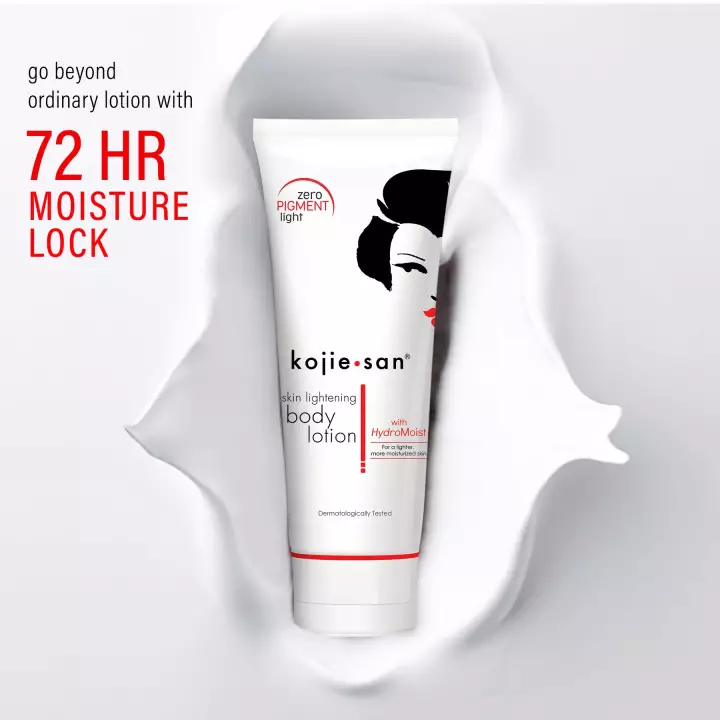 go beyond
ordinary lotion with
72 HR
MOISTURE
LOCK
zero
PIGMENT
light
kojie•san®
skin lightening
body
lotion
with
HydroMoist
For a lighter,
more moisturized skin
Dermatologically Tested